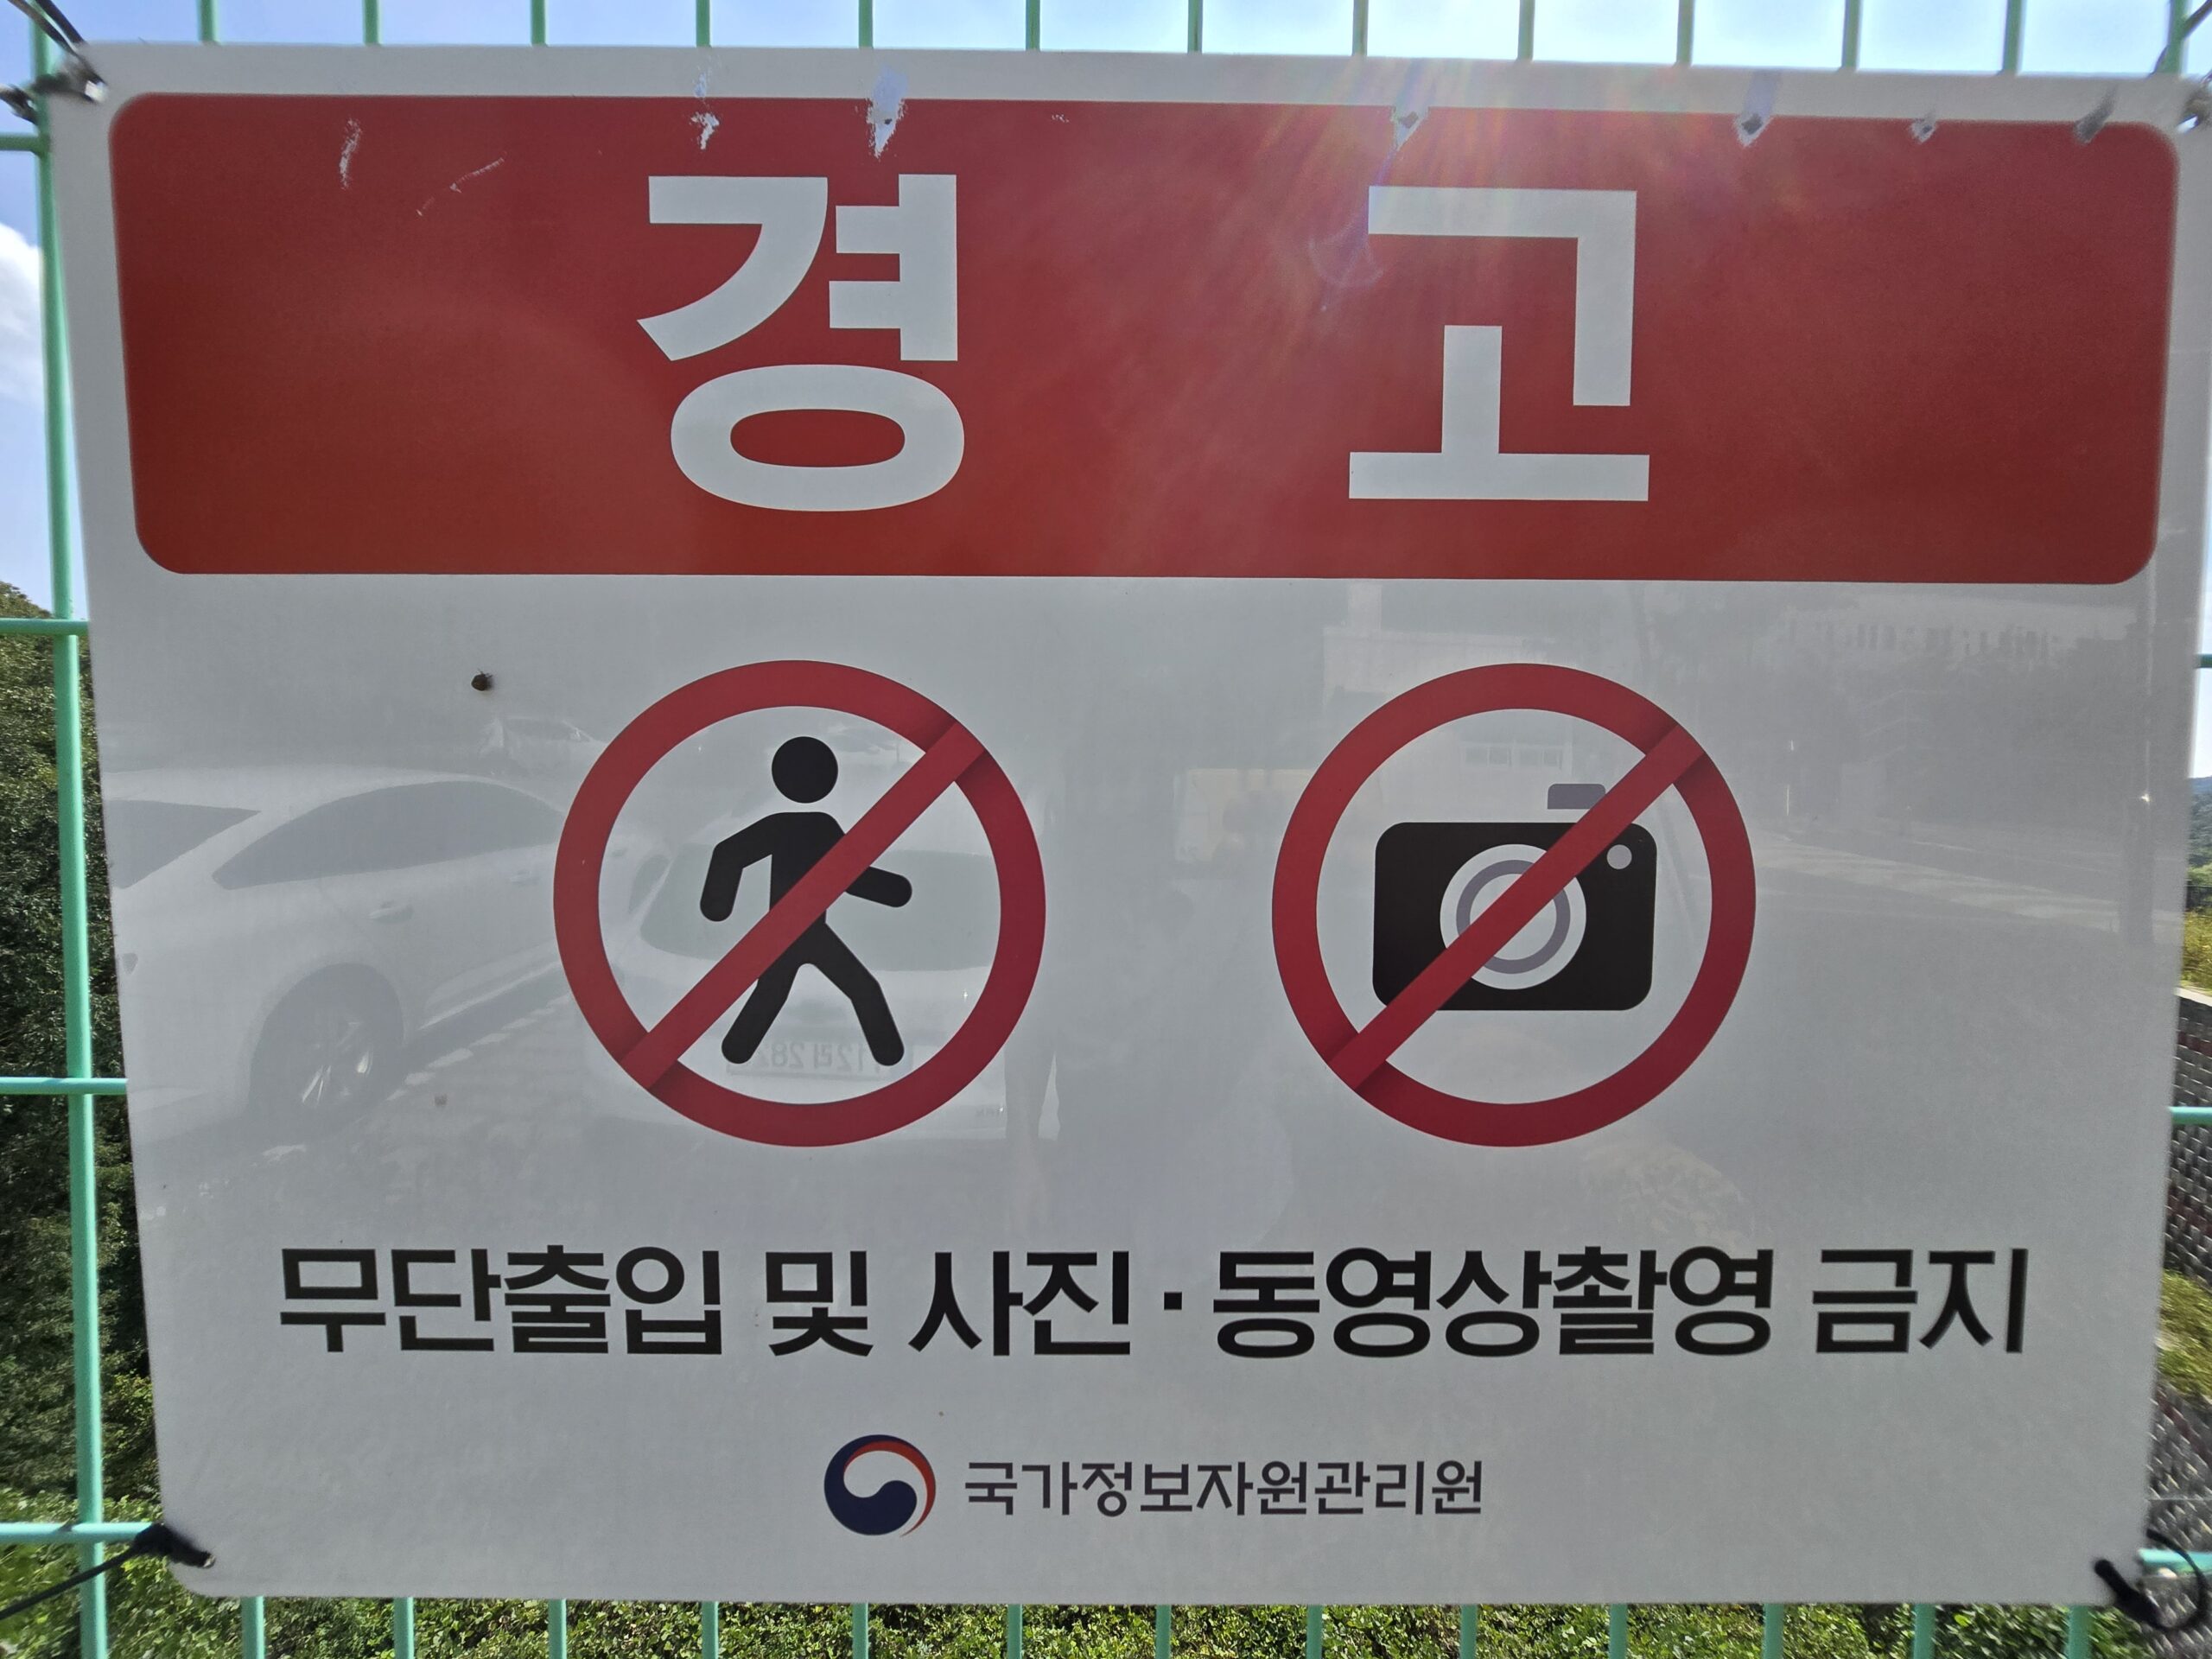 경 고
무단출입 및 사진·동영상촬영 금지
국가정보자원관리원